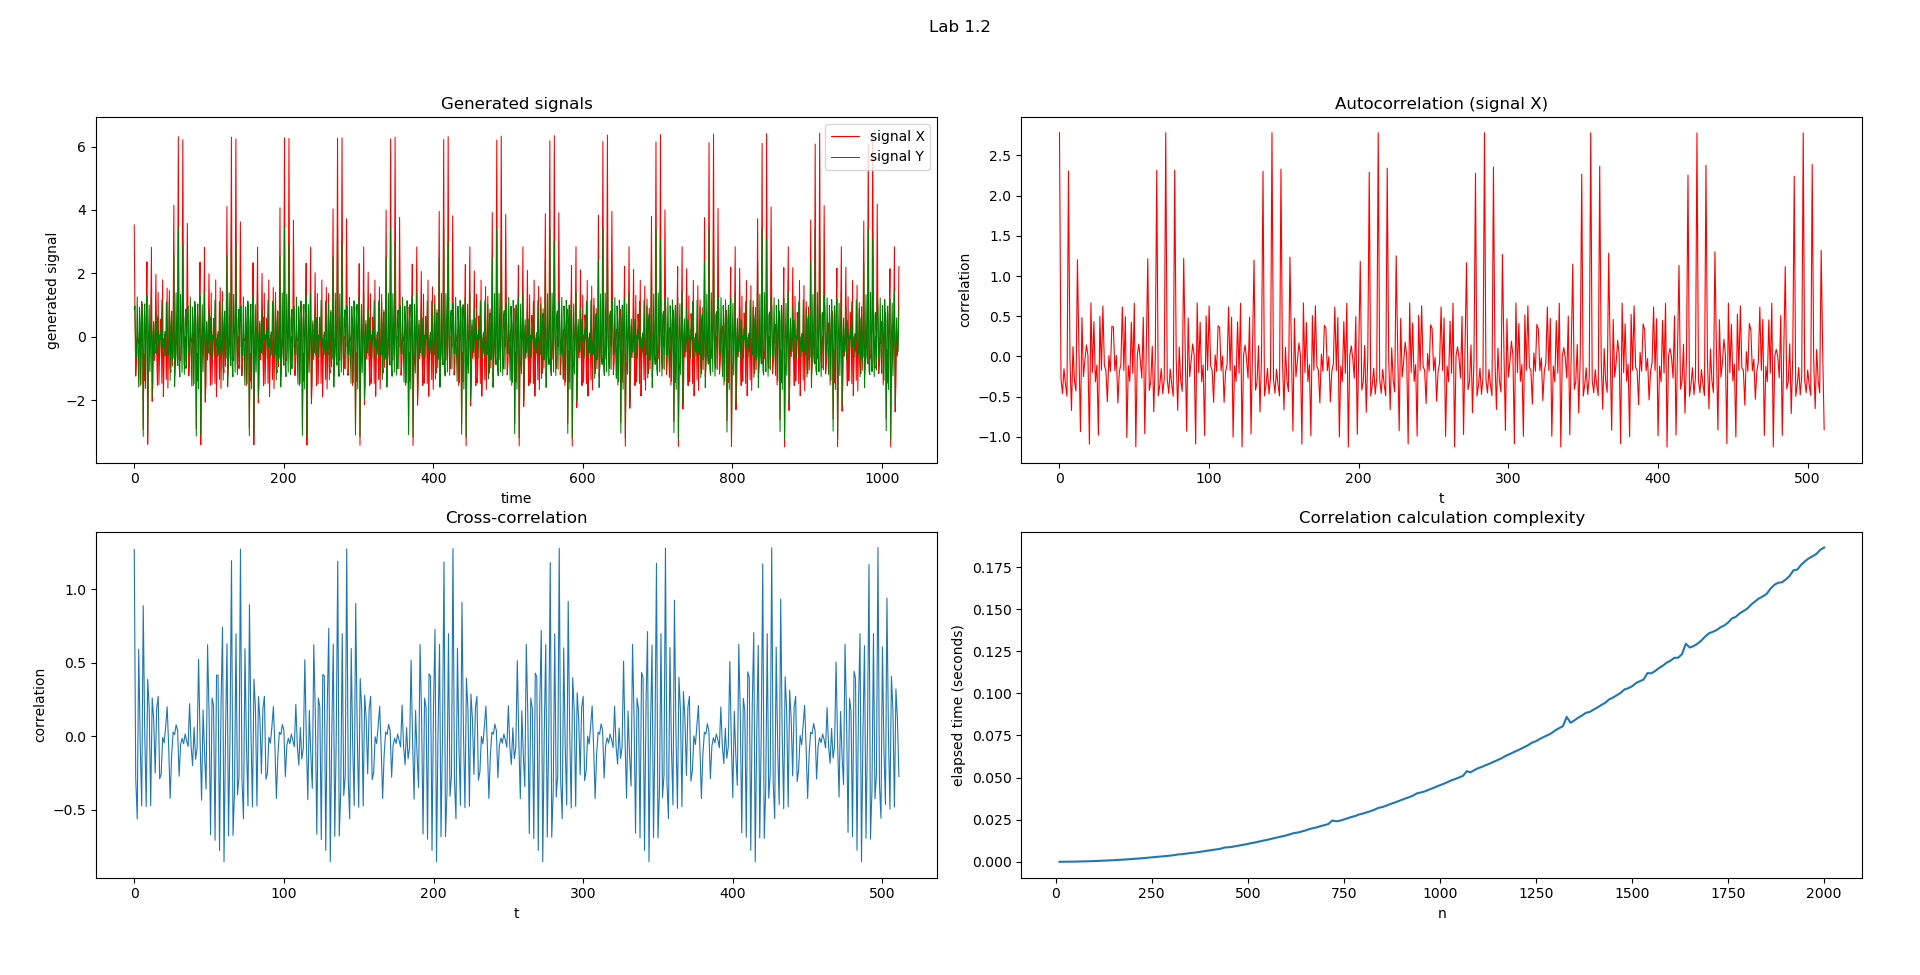 Lab 1.2
Generated signals
generated signal
6
4
2
0
−2
signal X
signal Y
0 200 400 600 800 1000
time
Autocorrelation (signal X)
correlation
2.5
2.0
1.5
1.0
0.5
0.0
−0.5
−1.0
0 100 200 300 400 500
t
Cross-correlation
correlation
1.0
0.5
0.0
−0.5
0 100 200 300 400 500
t
Correlation calculation complexity
elapsed time (seconds)
0.175
0.150
0.125
0.100
0.075
0.050
0.025
0.000
0 250 500 750 1000 1250 1500 1750 2000
n